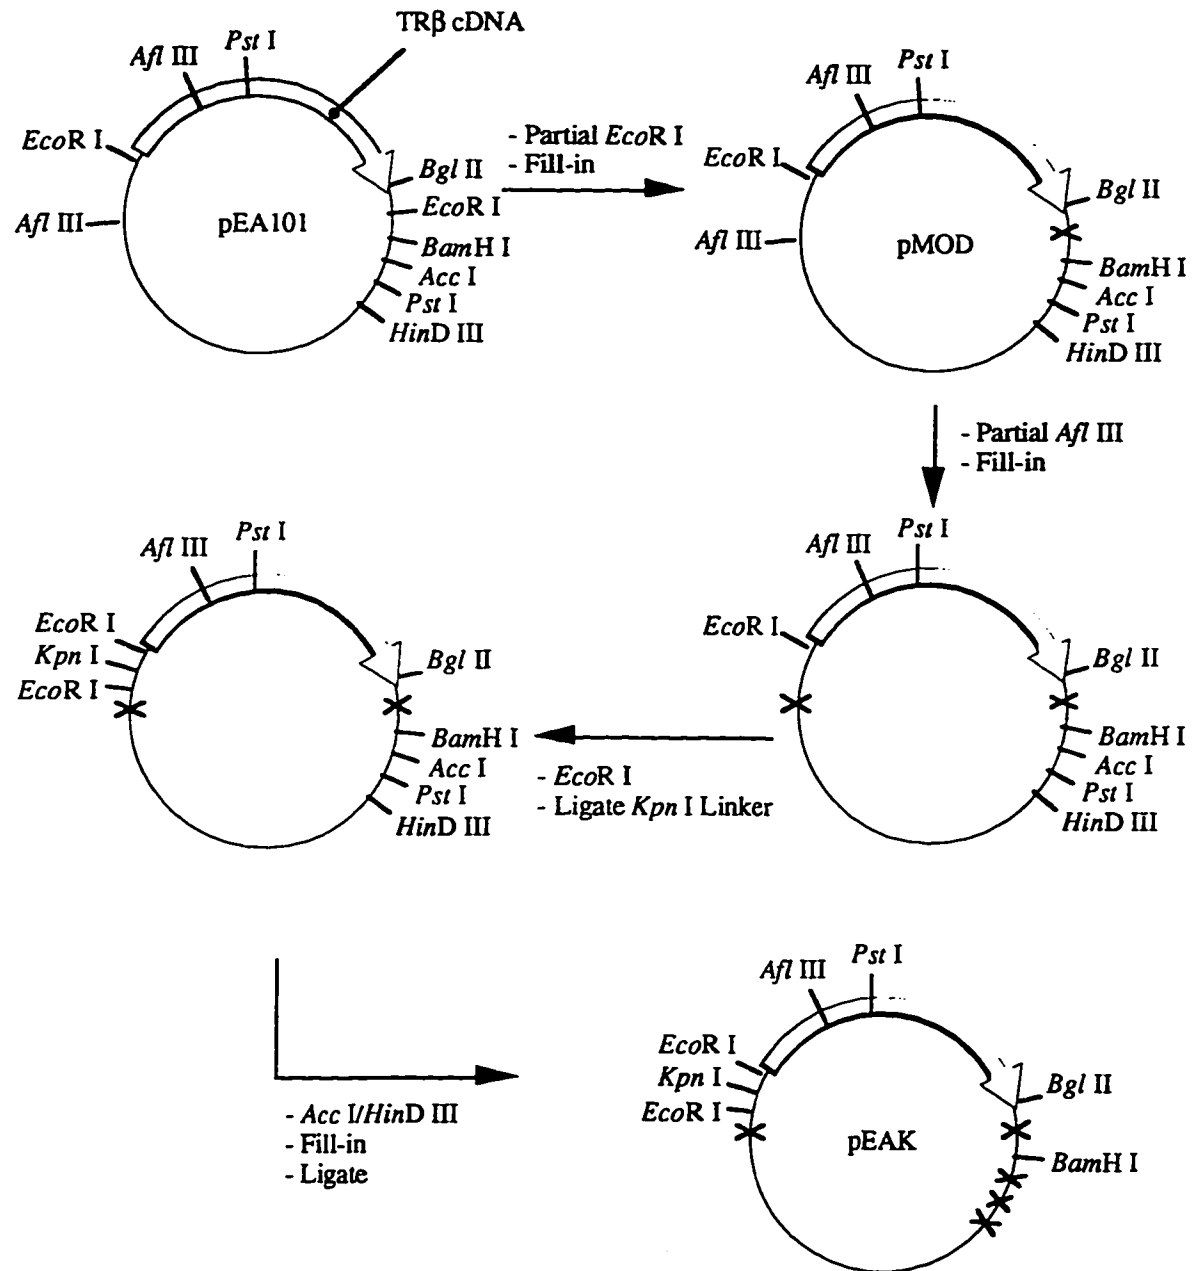 TRβ cDNA
Pst I
Afl III
EcoR I
Afl III
pEA101
Bgl II
EcoR I
BamH I
Acc I
Pst I
HinD III
- Partial EcoR I
- Fill-in
Pst I
Afl III
EcoR I
Afl III
pMOD
Bgl II
BamH I
Acc I
Pst I
HinD III
- Partial Afl III
- Fill-in
Pst I
Afl III
EcoR I
Bgl II
BamH I
Acc I
Pst I
HinD III
- EcoR I
- Ligate Kpn I Linker
Pst I
Afl III
EcoR I
Kpn I
EcoR I
Bgl II
BamH I
Acc I
Pst I
HinD III
- Acc I/HinD III
- Fill-in
- Ligate
Pst I
Afl III
EcoR I
Kpn I
EcoR I
pEAK
Bgl II
BamH I